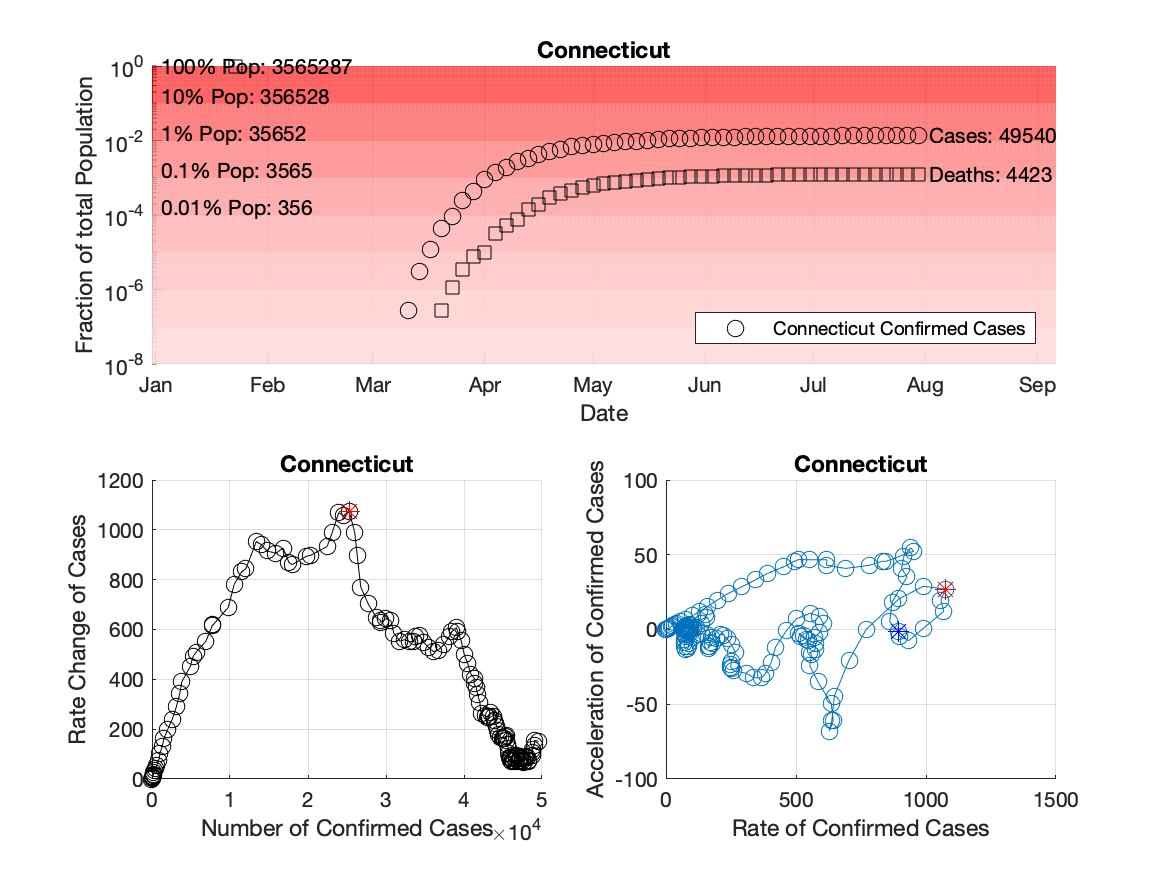 Connecticut
Fraction of total Population
10^0
10^-2
10^-4
10^-6
10^-8
100% Pop: 3565287
10% Pop: 356528
1% Pop: 35652
0.1% Pop: 3565
0.01% Pop: 356
Cases: 49540
Deaths: 4423
Connecticut Confirmed Cases
Jan Feb Mar Apr May Jun Jul Aug Sep
Date
Connecticut
Rate Change of Cases
1200
1000
800
600
400
200
0
0 1 2 3 4 5
Number of Confirmed Cases
×10^4
Connecticut
Acceleration of Confirmed Cases
100
50
0
-50
-100
0 500 1000 1500
Rate of Confirmed Cases